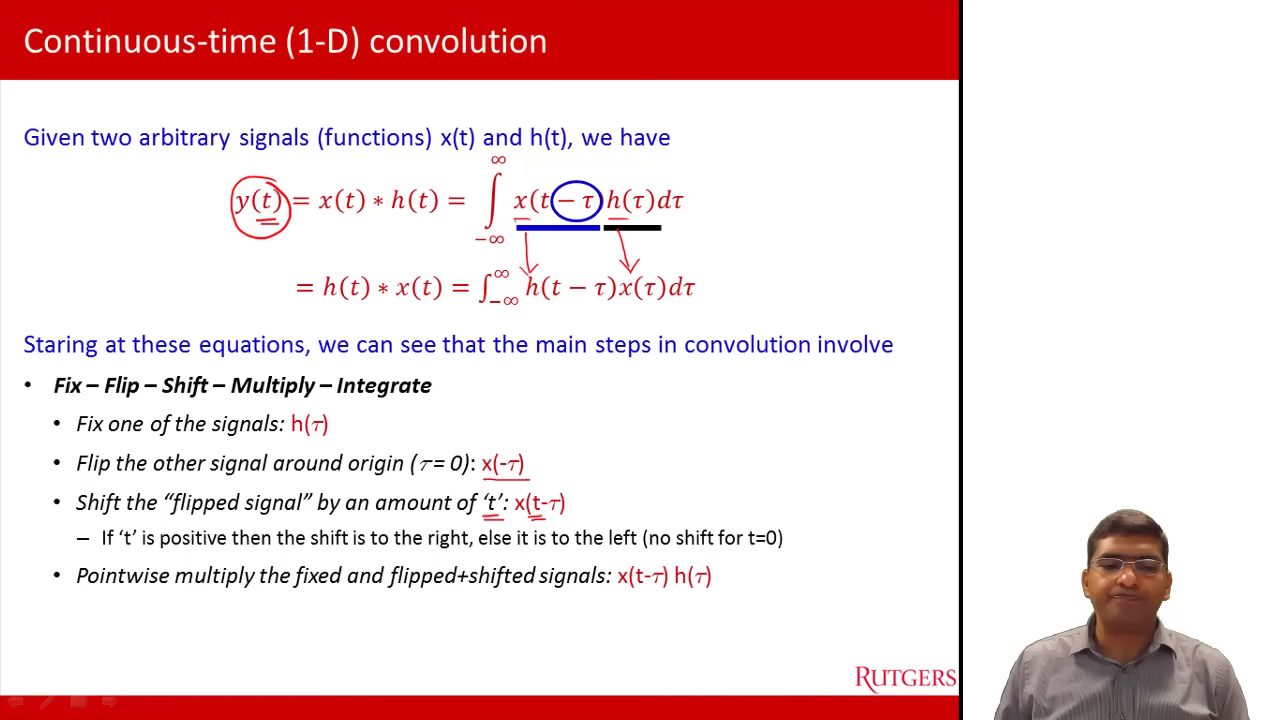 Continuous-time (1-D) convolution
Given two arbitrary signals (functions) x(t) and h(t), we have
y(t) = x(t) ∗ h(t) = ∫_{−∞}^{∞} x(t − τ) h(τ)dτ
= h(t) ∗ x(t) = ∫_{−∞}^{∞} h(t − τ)x(τ)dτ
Staring at these equations, we can see that the main steps in convolution involve
• Fix – Flip – Shift – Multiply – Integrate
• Fix one of the signals: h(τ)
• Flip the other signal around origin (τ = 0): x(-τ)
• Shift the “flipped signal” by an amount of ‘t’: x(t-τ)
– If ‘t’ is positive then the shift is to the right, else it is to the left (no shift for t=0)
• Pointwise multiply the fixed and flipped+shifted signals: x(t-τ) h(τ)
RUTGERS